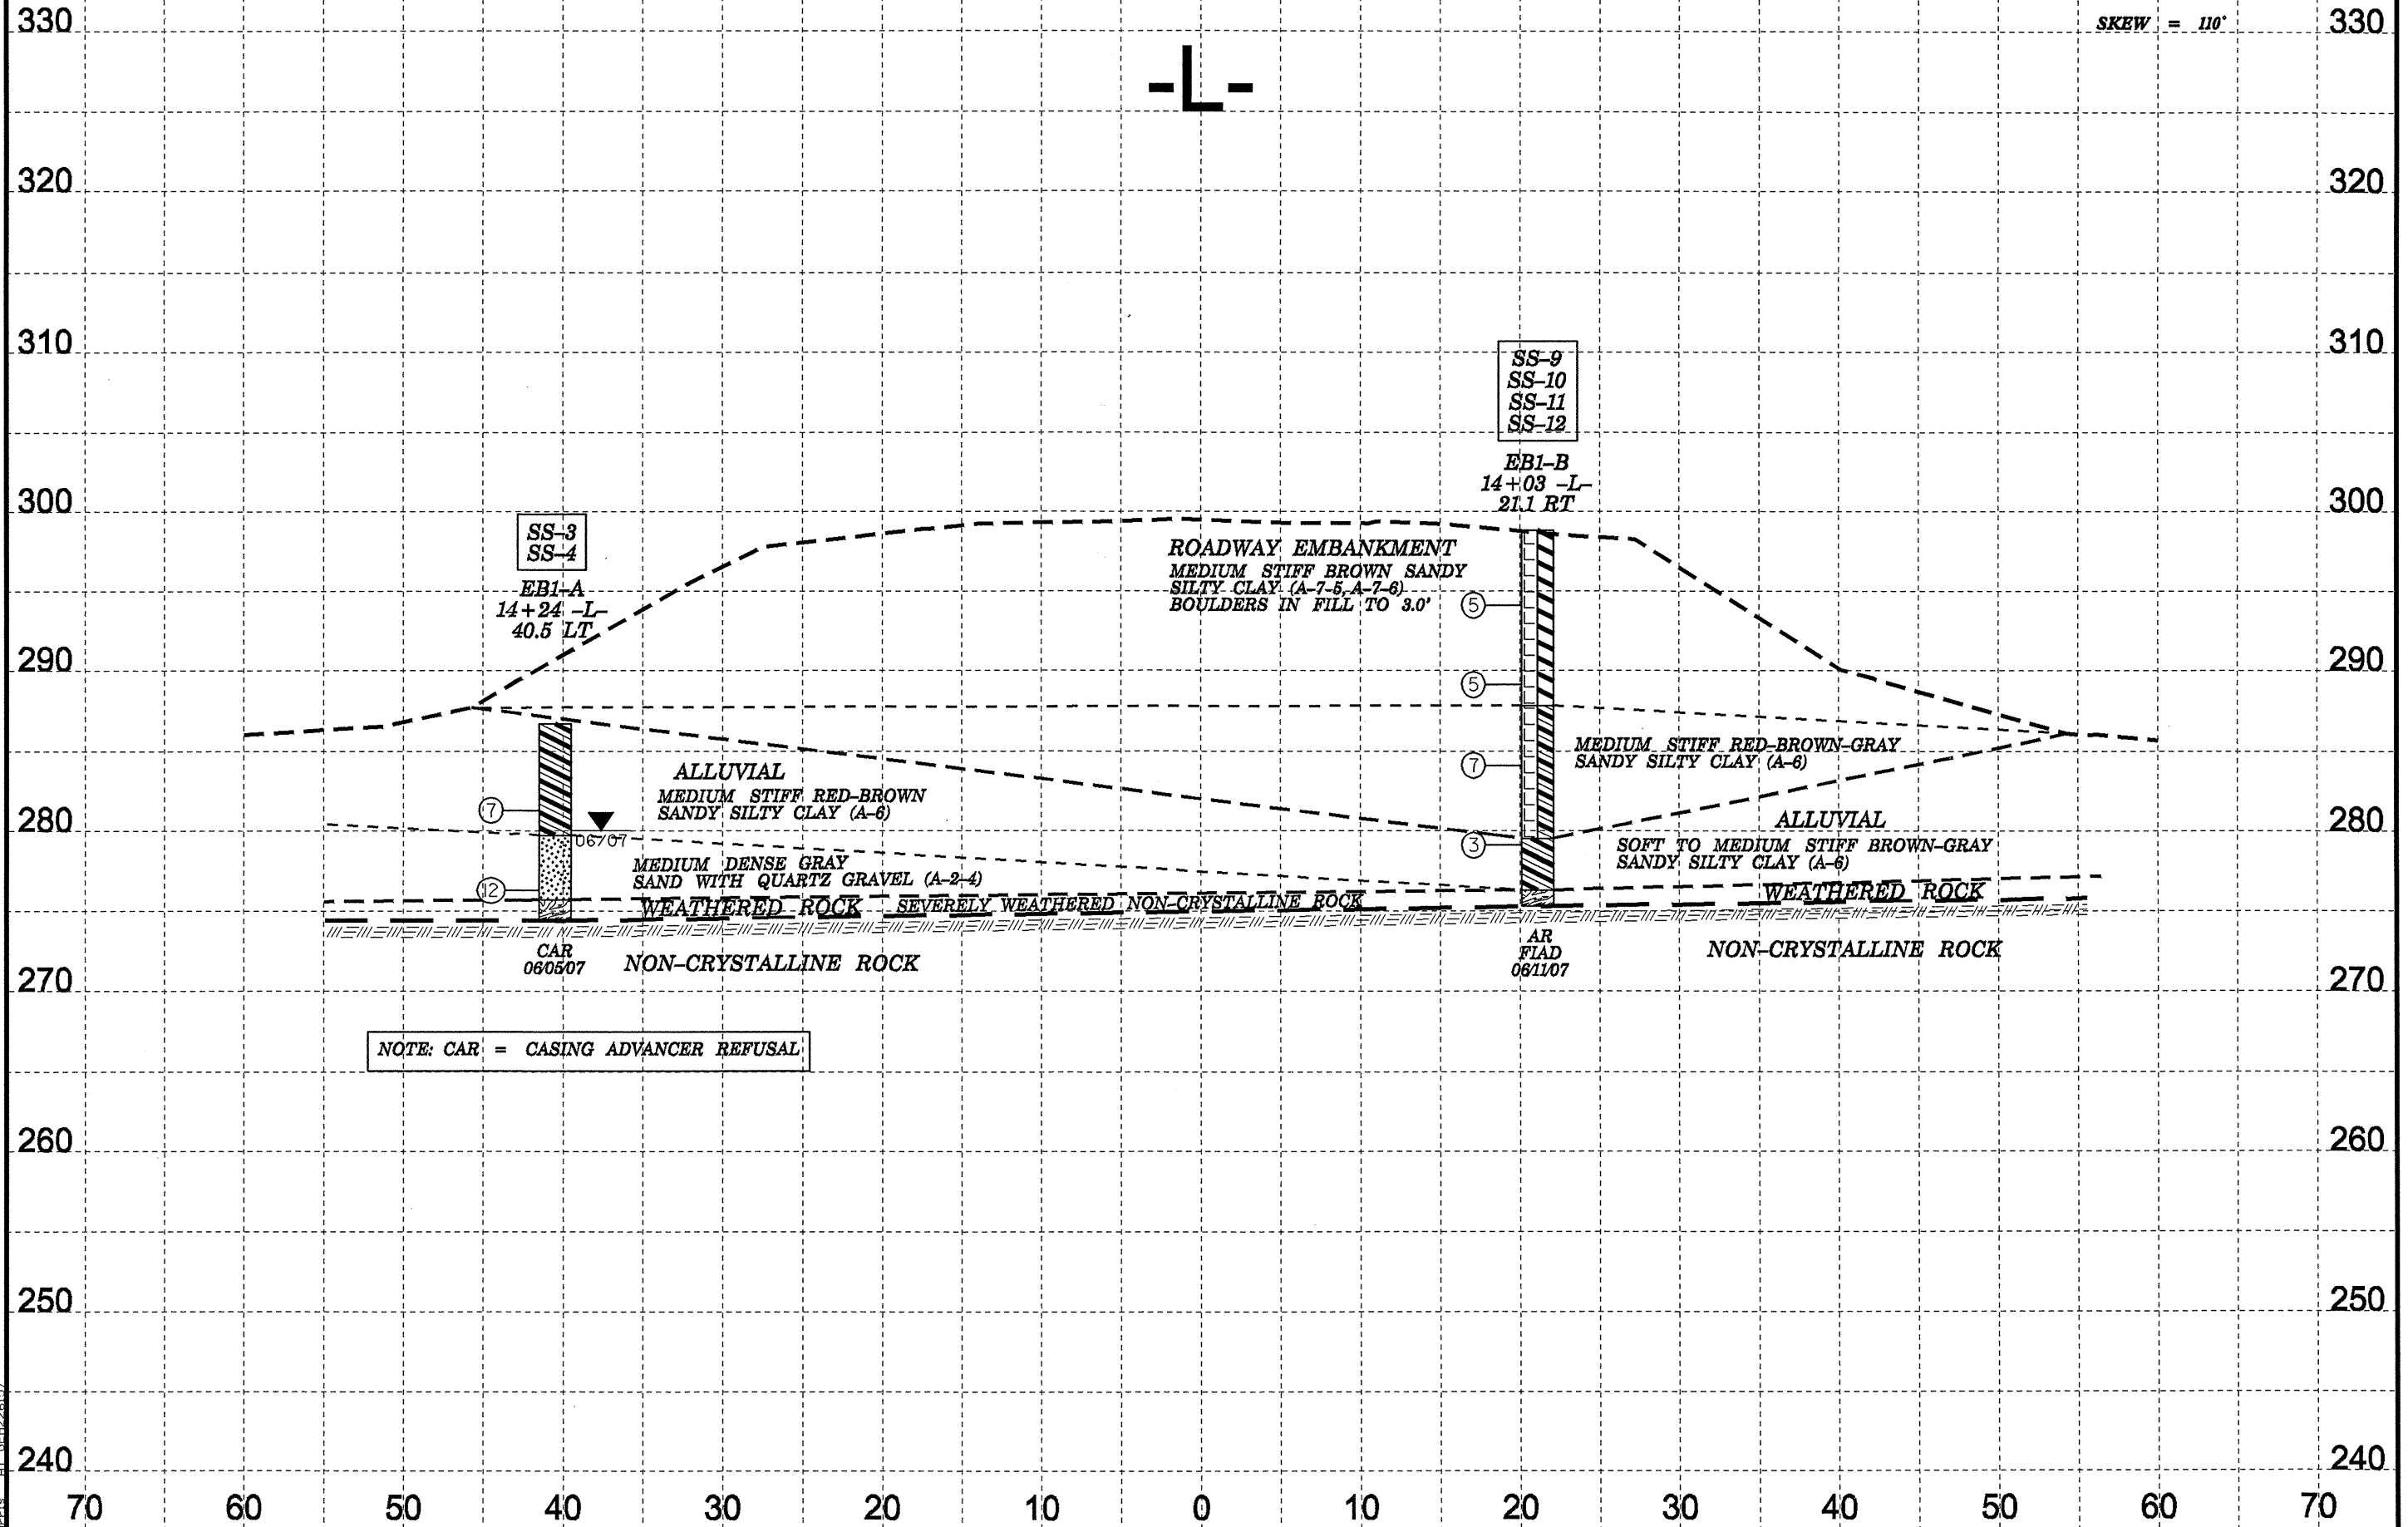 330
SKEW = 110°
330
-L-
320
320
310
310
SS-9
SS-10
SS-11
SS-12
EB1-B
14+03 -L-
21.1 RT
300
300
SS-3
SS-4
EB1-A
14+24 -L-
40.5 LT
ROADWAY EMBANKMENT
MEDIUM STIFF BROWN SANDY
SILTY CLAY (A-7-5, A-7-6)
BOULDERS IN FILL TO 3.0'
5
290
290
5
MEDIUM STIFF RED-BROWN-GRAY
SANDY SILTY CLAY (A-6)
7
ALLUVIAL
MEDIUM STIFF RED-BROWN
SANDY SILTY CLAY (A-6)
7
280
280
06/07
ALLUVIAL
SOFT TO MEDIUM STIFF BROWN-GRAY
SANDY SILTY CLAY (A-6)
3
MEDIUM DENSE GRAY
SAND WITH QUARTZ GRAVEL (A-2-4)
12
WEATHERED ROCK
SEVERELY WEATHERED NON-CRYSTALLINE ROCK
WEATHERED ROCK
CAR
06/05/07
NON-CRYSTALLINE ROCK
AR
FIAD
06/11/07
NON-CRYSTALLINE ROCK
270
270
NOTE: CAR = CASING ADVANCER REFUSAL
260
260
250
250
240
240
70 60 50 40 30 20 10 0 10 20 30 40 50 60 70